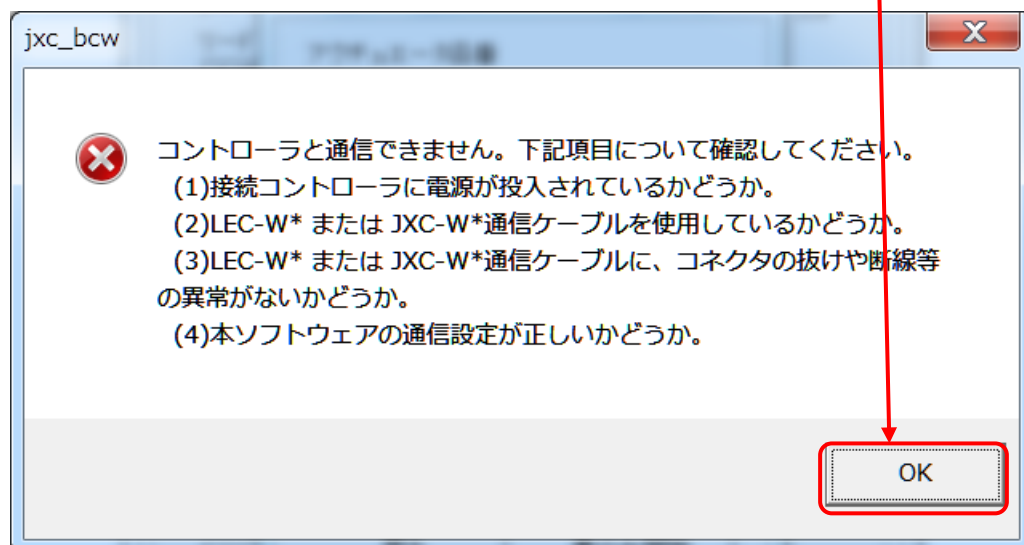 jxc_bcw
コントローラと通信できません。下記項目について確認してください。
(1)接続コントローラに電源が投入されているかどうか。
(2)LEC-W* または JXC-W*通信ケーブルを使用しているかどうか。
(3)LEC-W* または JXC-W*通信ケーブルに、コネクタの抜けや断線等
の異常がないかどうか。
(4)本ソフトウェアの通信設定が正しいかどうか。
OK